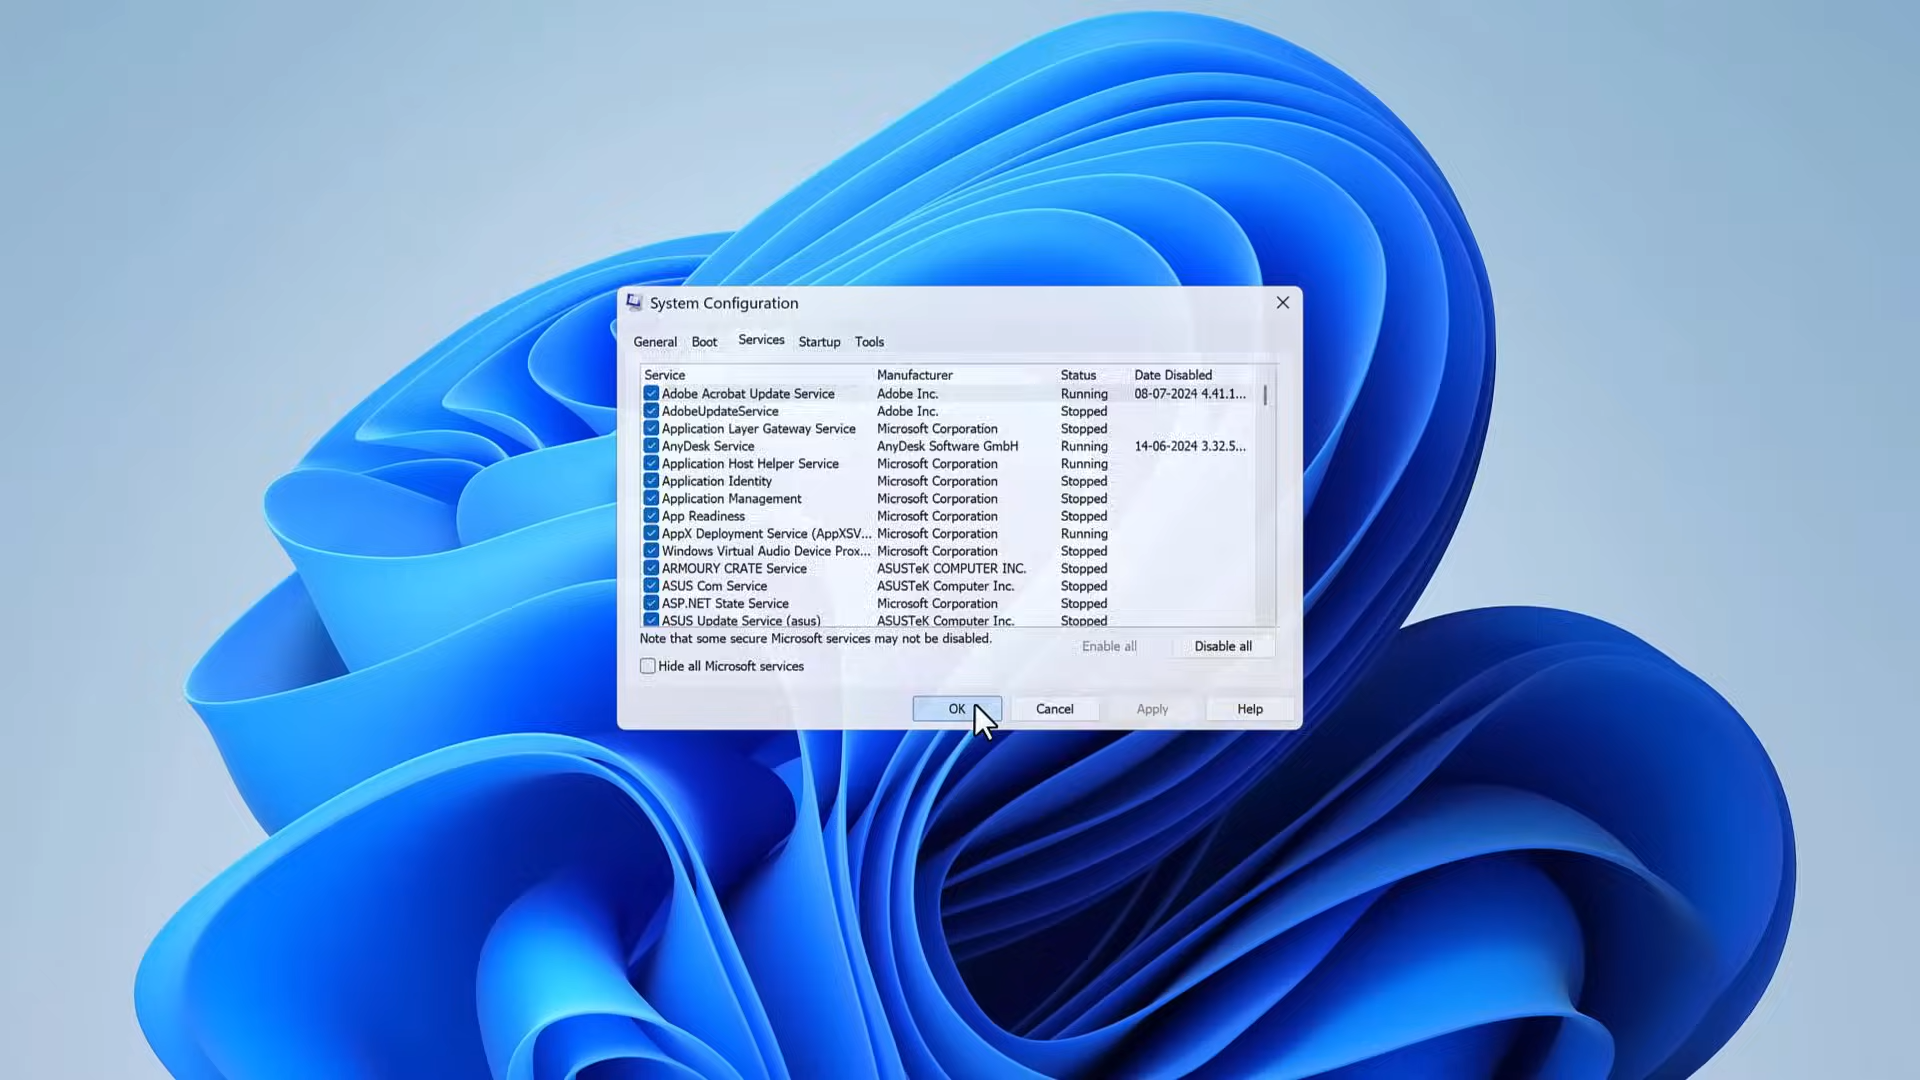 System Configuration
General Boot Services Startup Tools
Service Manufacturer Status Date Disabled
Adobe Acrobat Update Service Adobe Inc. Running 08-07-2024 4.41.1...
AdobeUpdateService Adobe Inc. Stopped
Application Layer Gateway Service Microsoft Corporation Stopped
AnyDesk Service AnyDesk Software GmbH Running 14-06-2024 3.32.5...
Application Host Helper Service Microsoft Corporation Running
Application Identity Microsoft Corporation Stopped
Application Management Microsoft Corporation Stopped
App Readiness Microsoft Corporation Stopped
AppX Deployment Service (AppXSV... Microsoft Corporation Running
Windows Virtual Audio Device Prox... Microsoft Corporation Stopped
ARMOURY CRATE Service ASUSTeK COMPUTER INC. Stopped
ASUS Com Service ASUSTeK Computer Inc. Stopped
ASP.NET State Service Microsoft Corporation Stopped
ASUS Update Service (asus) ASUSTeK Computer Inc. Stopped
Note that some secure Microsoft services may not be disabled.
Enable all Disable all
Hide all Microsoft services
OK Cancel Apply Help